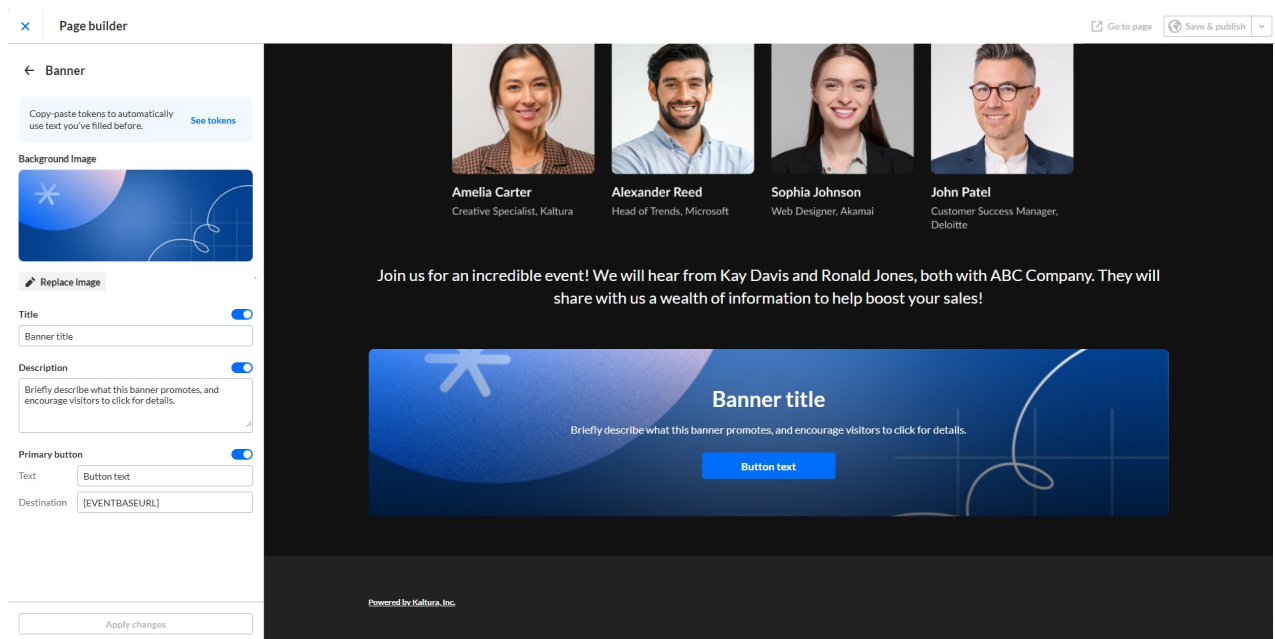 Page builder
Go to page
Save & publish
Banner
Copy-paste tokens to automatically
use text you've filled before.
See tokens
Background Image
Replace image
Title
Banner title
Description
Briefly describe what this banner promotes, and
encourage visitors to click for details.
Primary button
Text
Button text
Destination
{EVENTBASEURL}
Apply changes
Amelia Carter
Creative Specialist, Kaltura
Alexander Reed
Head of Trends, Microsoft
Sophia Johnson
Web Designer, Akamai
John Patel
Customer Success Manager,
Deloitte
Join us for an incredible event! We will hear from Kay Davis and Ronald Jones, both with ABC Company. They will
share with us a wealth of information to help boost your sales!
Banner title
Briefly describe what this banner promotes, and encourage visitors to click for details.
Button text
Powered by Kaltura, Inc.